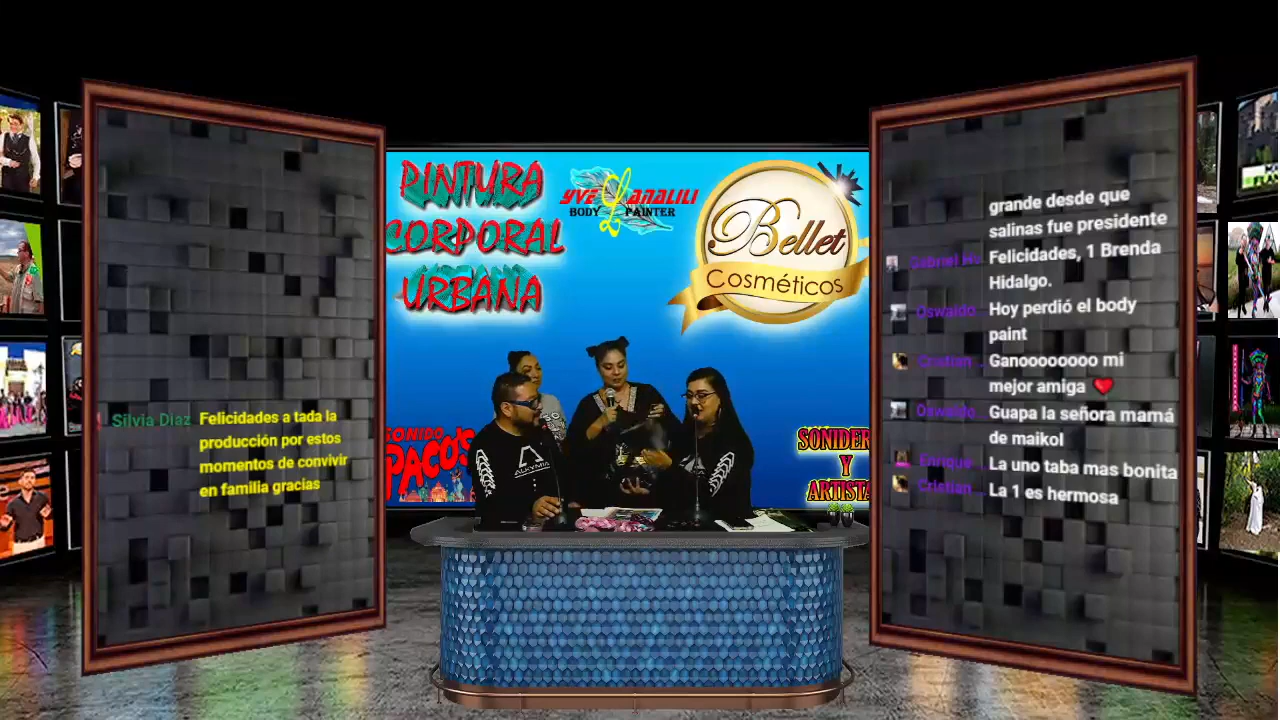 PINTURA
CORPORAL
URBANA
YVE ANALILI
BODY PAINTER
Bellet
Cosméticos
SONIDO
PACOS
ALKYMIA
SONIDER
Y
ARTISTA
Silvia Diaz Felicidades a tada la
producción por estos
momentos de convivir
en familia gracias
grande desde que
salinas fue presidente
Gabriel Hu.. Felicidades, 1 Brenda
Hidalgo.
Oswaldo Hoy perdió el body
paint
Cristian .. Ganoooooooo mi
mejor amiga ❤️
Oswaldo Guapa la señora mamá
de maikol
Enrique La uno taba mas bonita
Cristian .. La 1 es hermosa